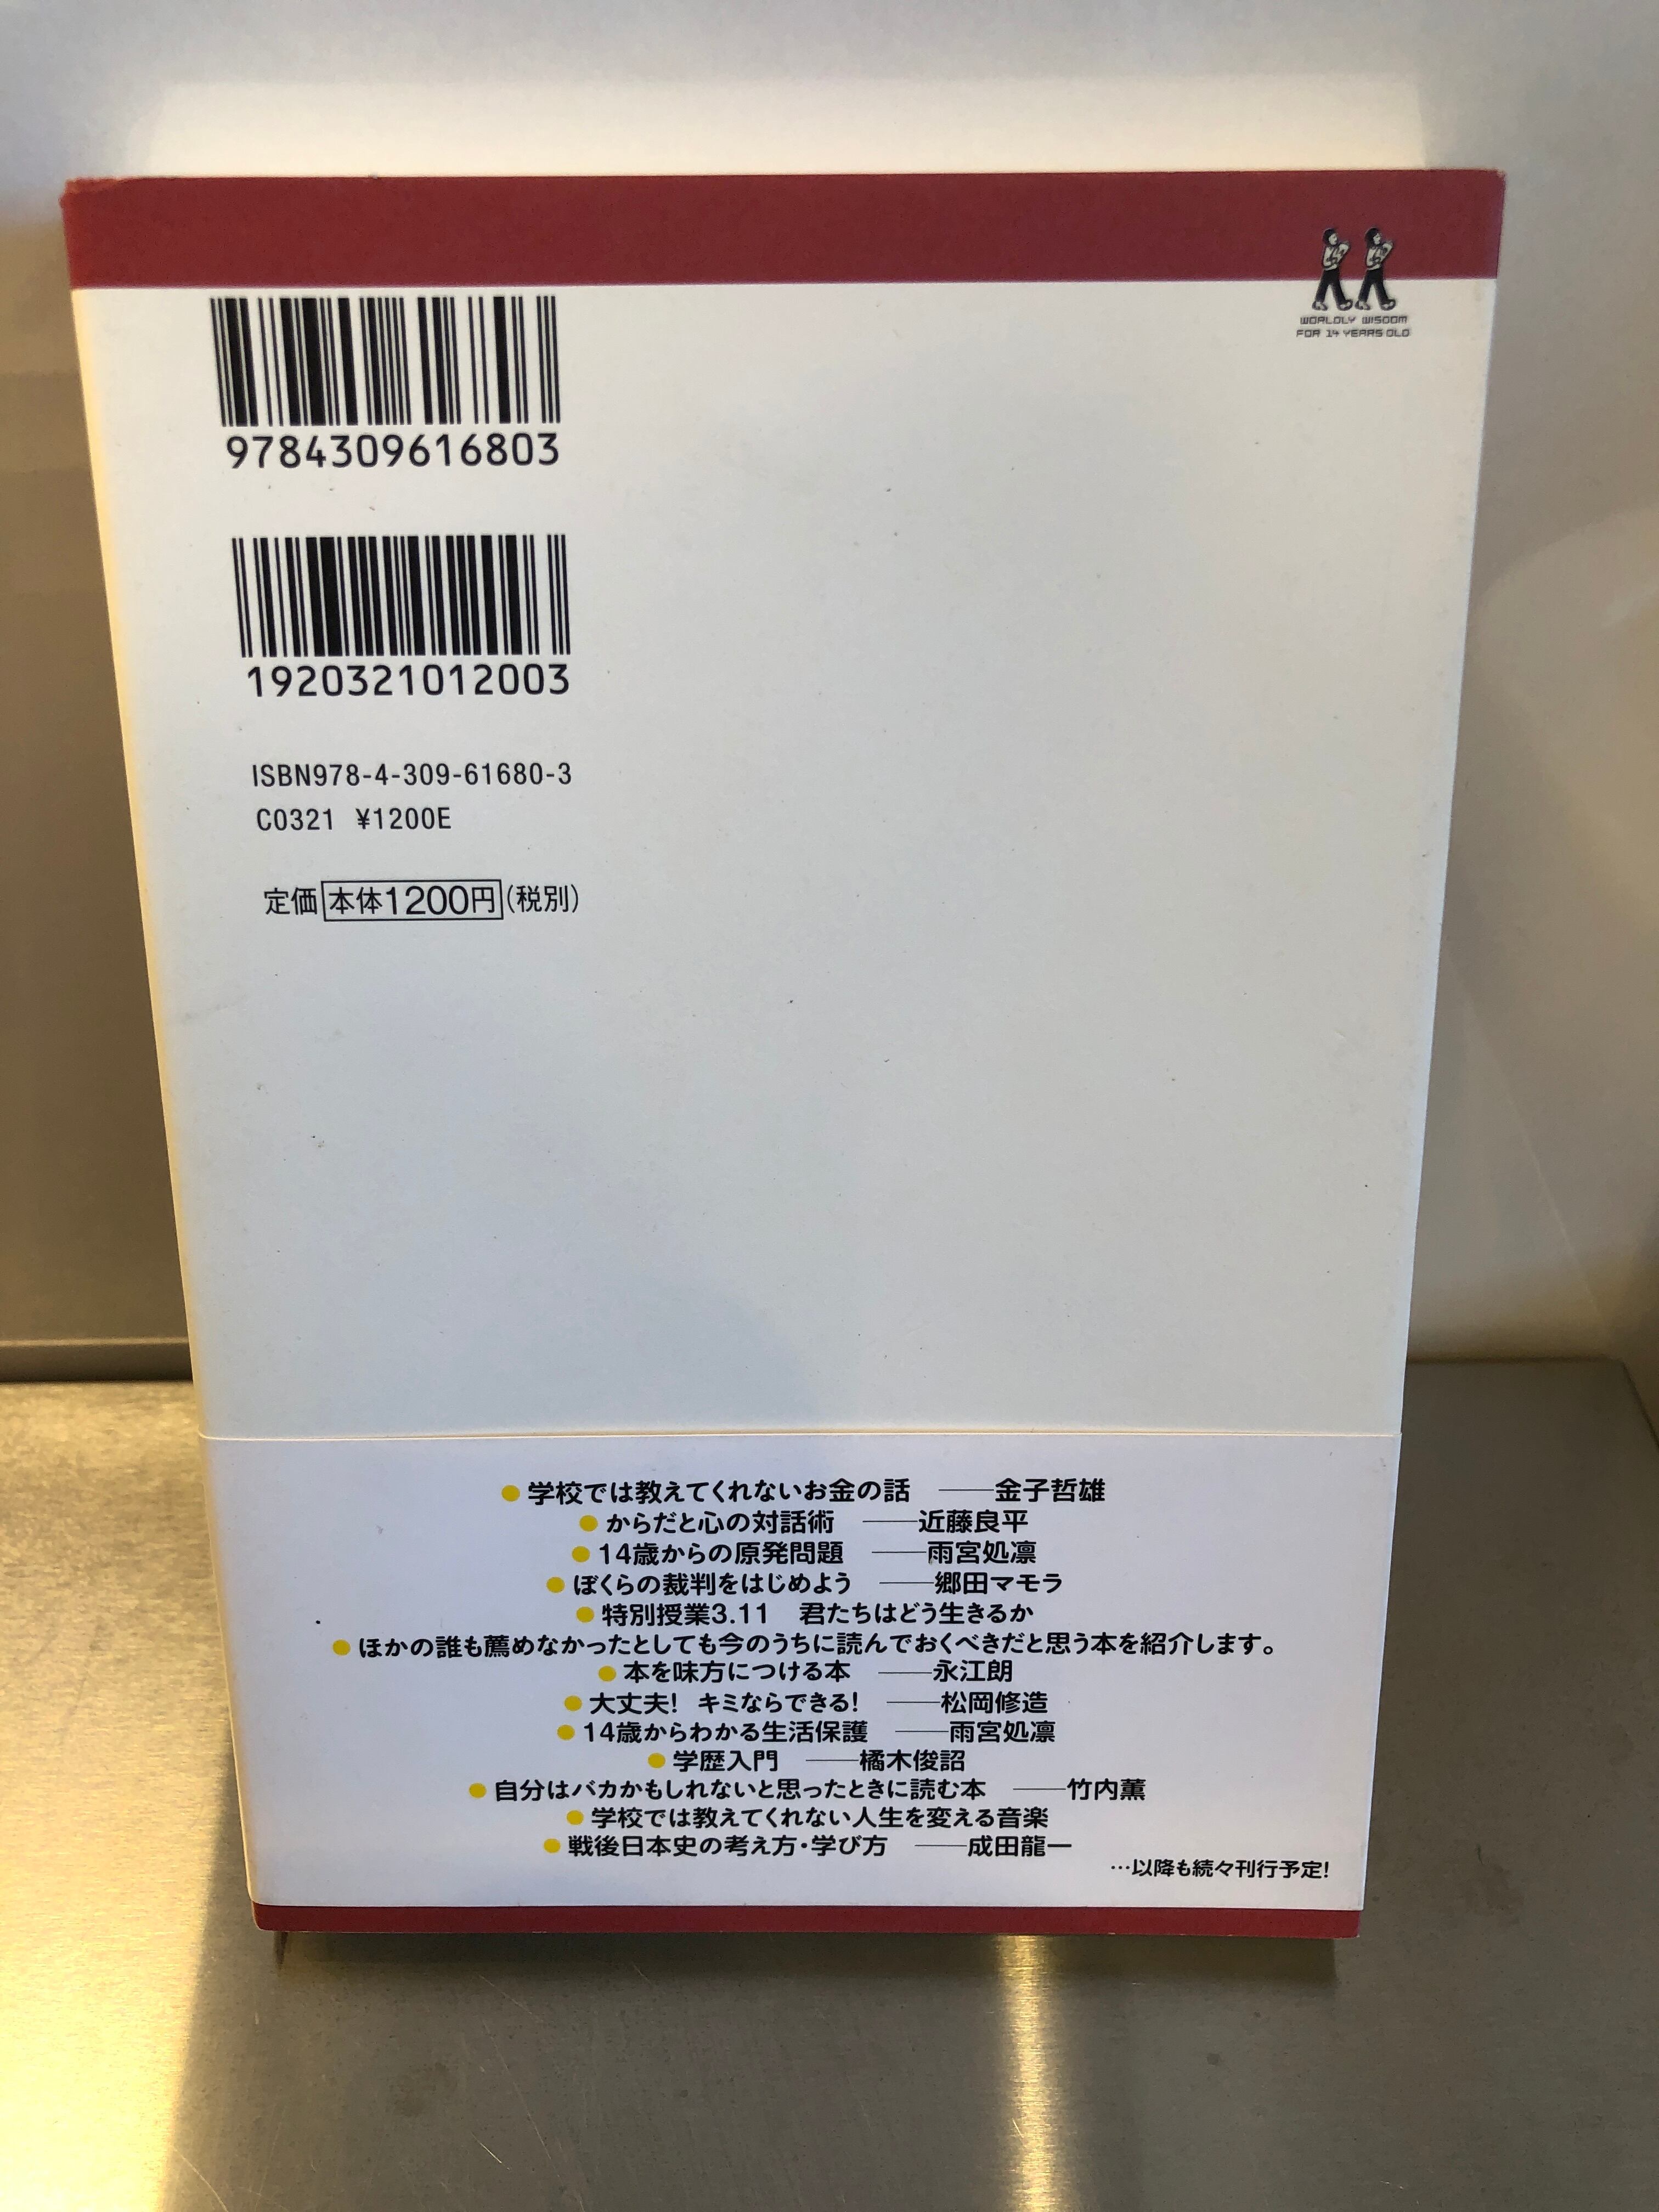 WORLDLY WISDOM
FOR 14 YEARS OLD
9784309616803
1920321012003
ISBN978-4-309-61680-3
C0321 ¥1200E
定価 本体1200円(税別)
●学校では教えてくれないお金の話 ——金子哲雄
●からだと心の対話術 ——近藤良平
●14歳からの原発問題 ——雨宮処凛
●ぼくらの裁判をはじめよう ——郷田マモラ
●特別授業3.11 君たちはどう生きるか
●ほかの誰も薦めなかったとしても今のうちに読んでおくべきだと思う本を紹介します。
●本を味方につける本 ——永江朗
●大丈夫! キミならできる! ——松岡修造
●14歳からわかる生活保護 ——雨宮処凛
●学歴入門 ——橘木俊詔
●自分はバカかもしれないと思ったときに読む本 ——竹内薫
●学校では教えてくれない人生を変える音楽
●戦後日本史の考え方・学び方 ——成田龍一
…以降も続々刊行予定!